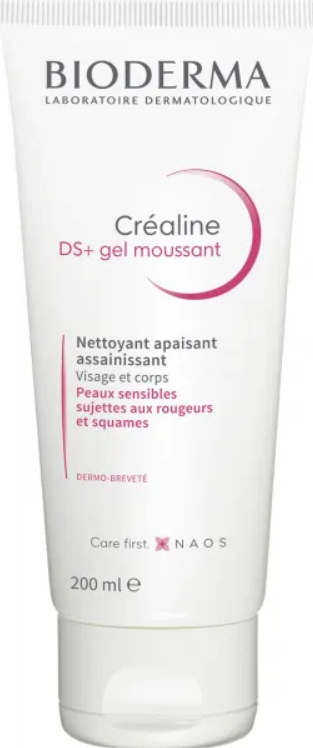 BIODERMA
LABORATOIRE DERMATOLOGIQUE
Créaline
DS+ gel moussant
Nettoyant apaisant
assainissant
Visage et corps
Peaux sensibles
sujettes aux rougeurs
et squames
DERMO-BREVETÉ
Care first. NAOS
200 ml ℮